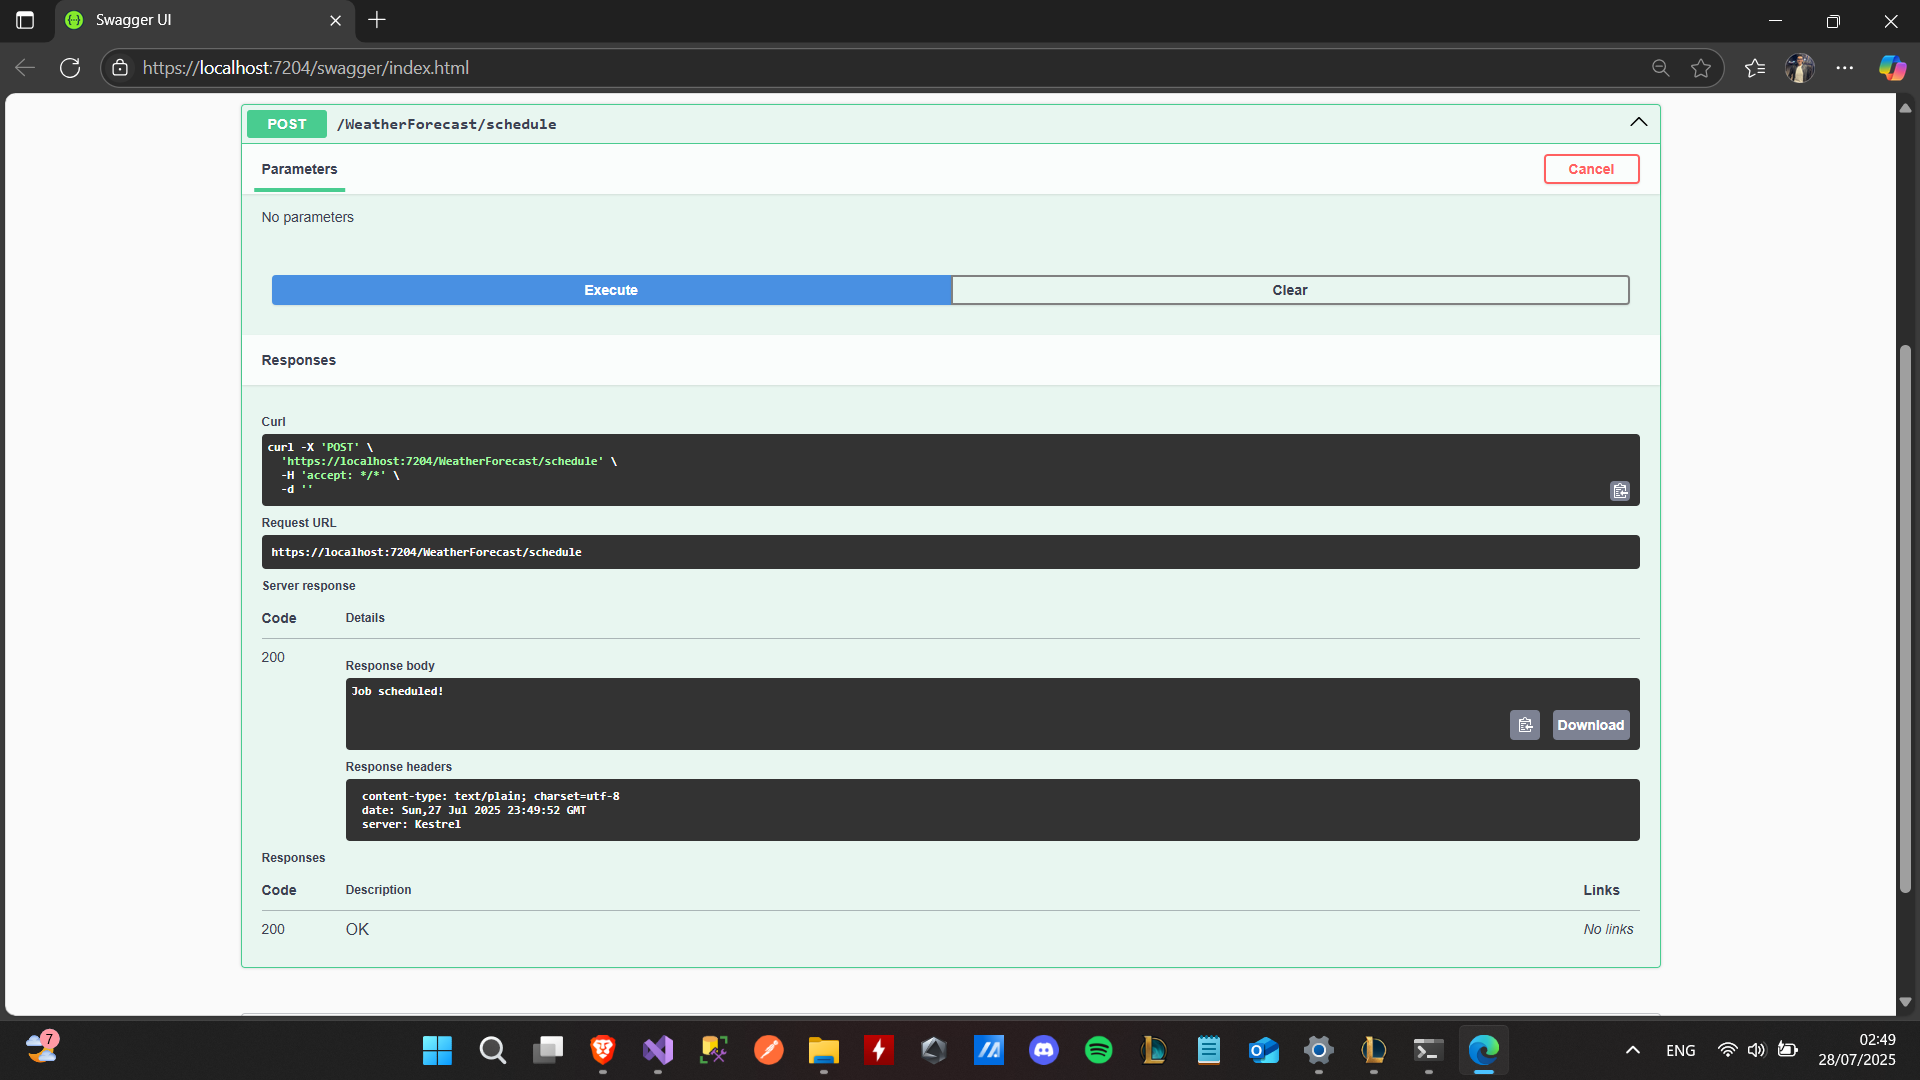 Swagger UI
https://localhost:7204/swagger/index.html
POST /WeatherForecast/schedule
Parameters
Cancel
No parameters
Execute
Clear
Responses
Curl
curl -X 'POST' \
'https://localhost:7204/WeatherForecast/schedule' \
-H 'accept: */*' \
-d ''
Request URL
https://localhost:7204/WeatherForecast/schedule
Server response
Code Details
200
Response body
Job scheduled!
Download
Response headers
content-type: text/plain; charset=utf-8
date: Sun,27 Jul 2025 23:49:52 GMT
server: Kestrel
Responses
Code Description Links
200 OK No links
7
ENG
02:49
28/07/2025